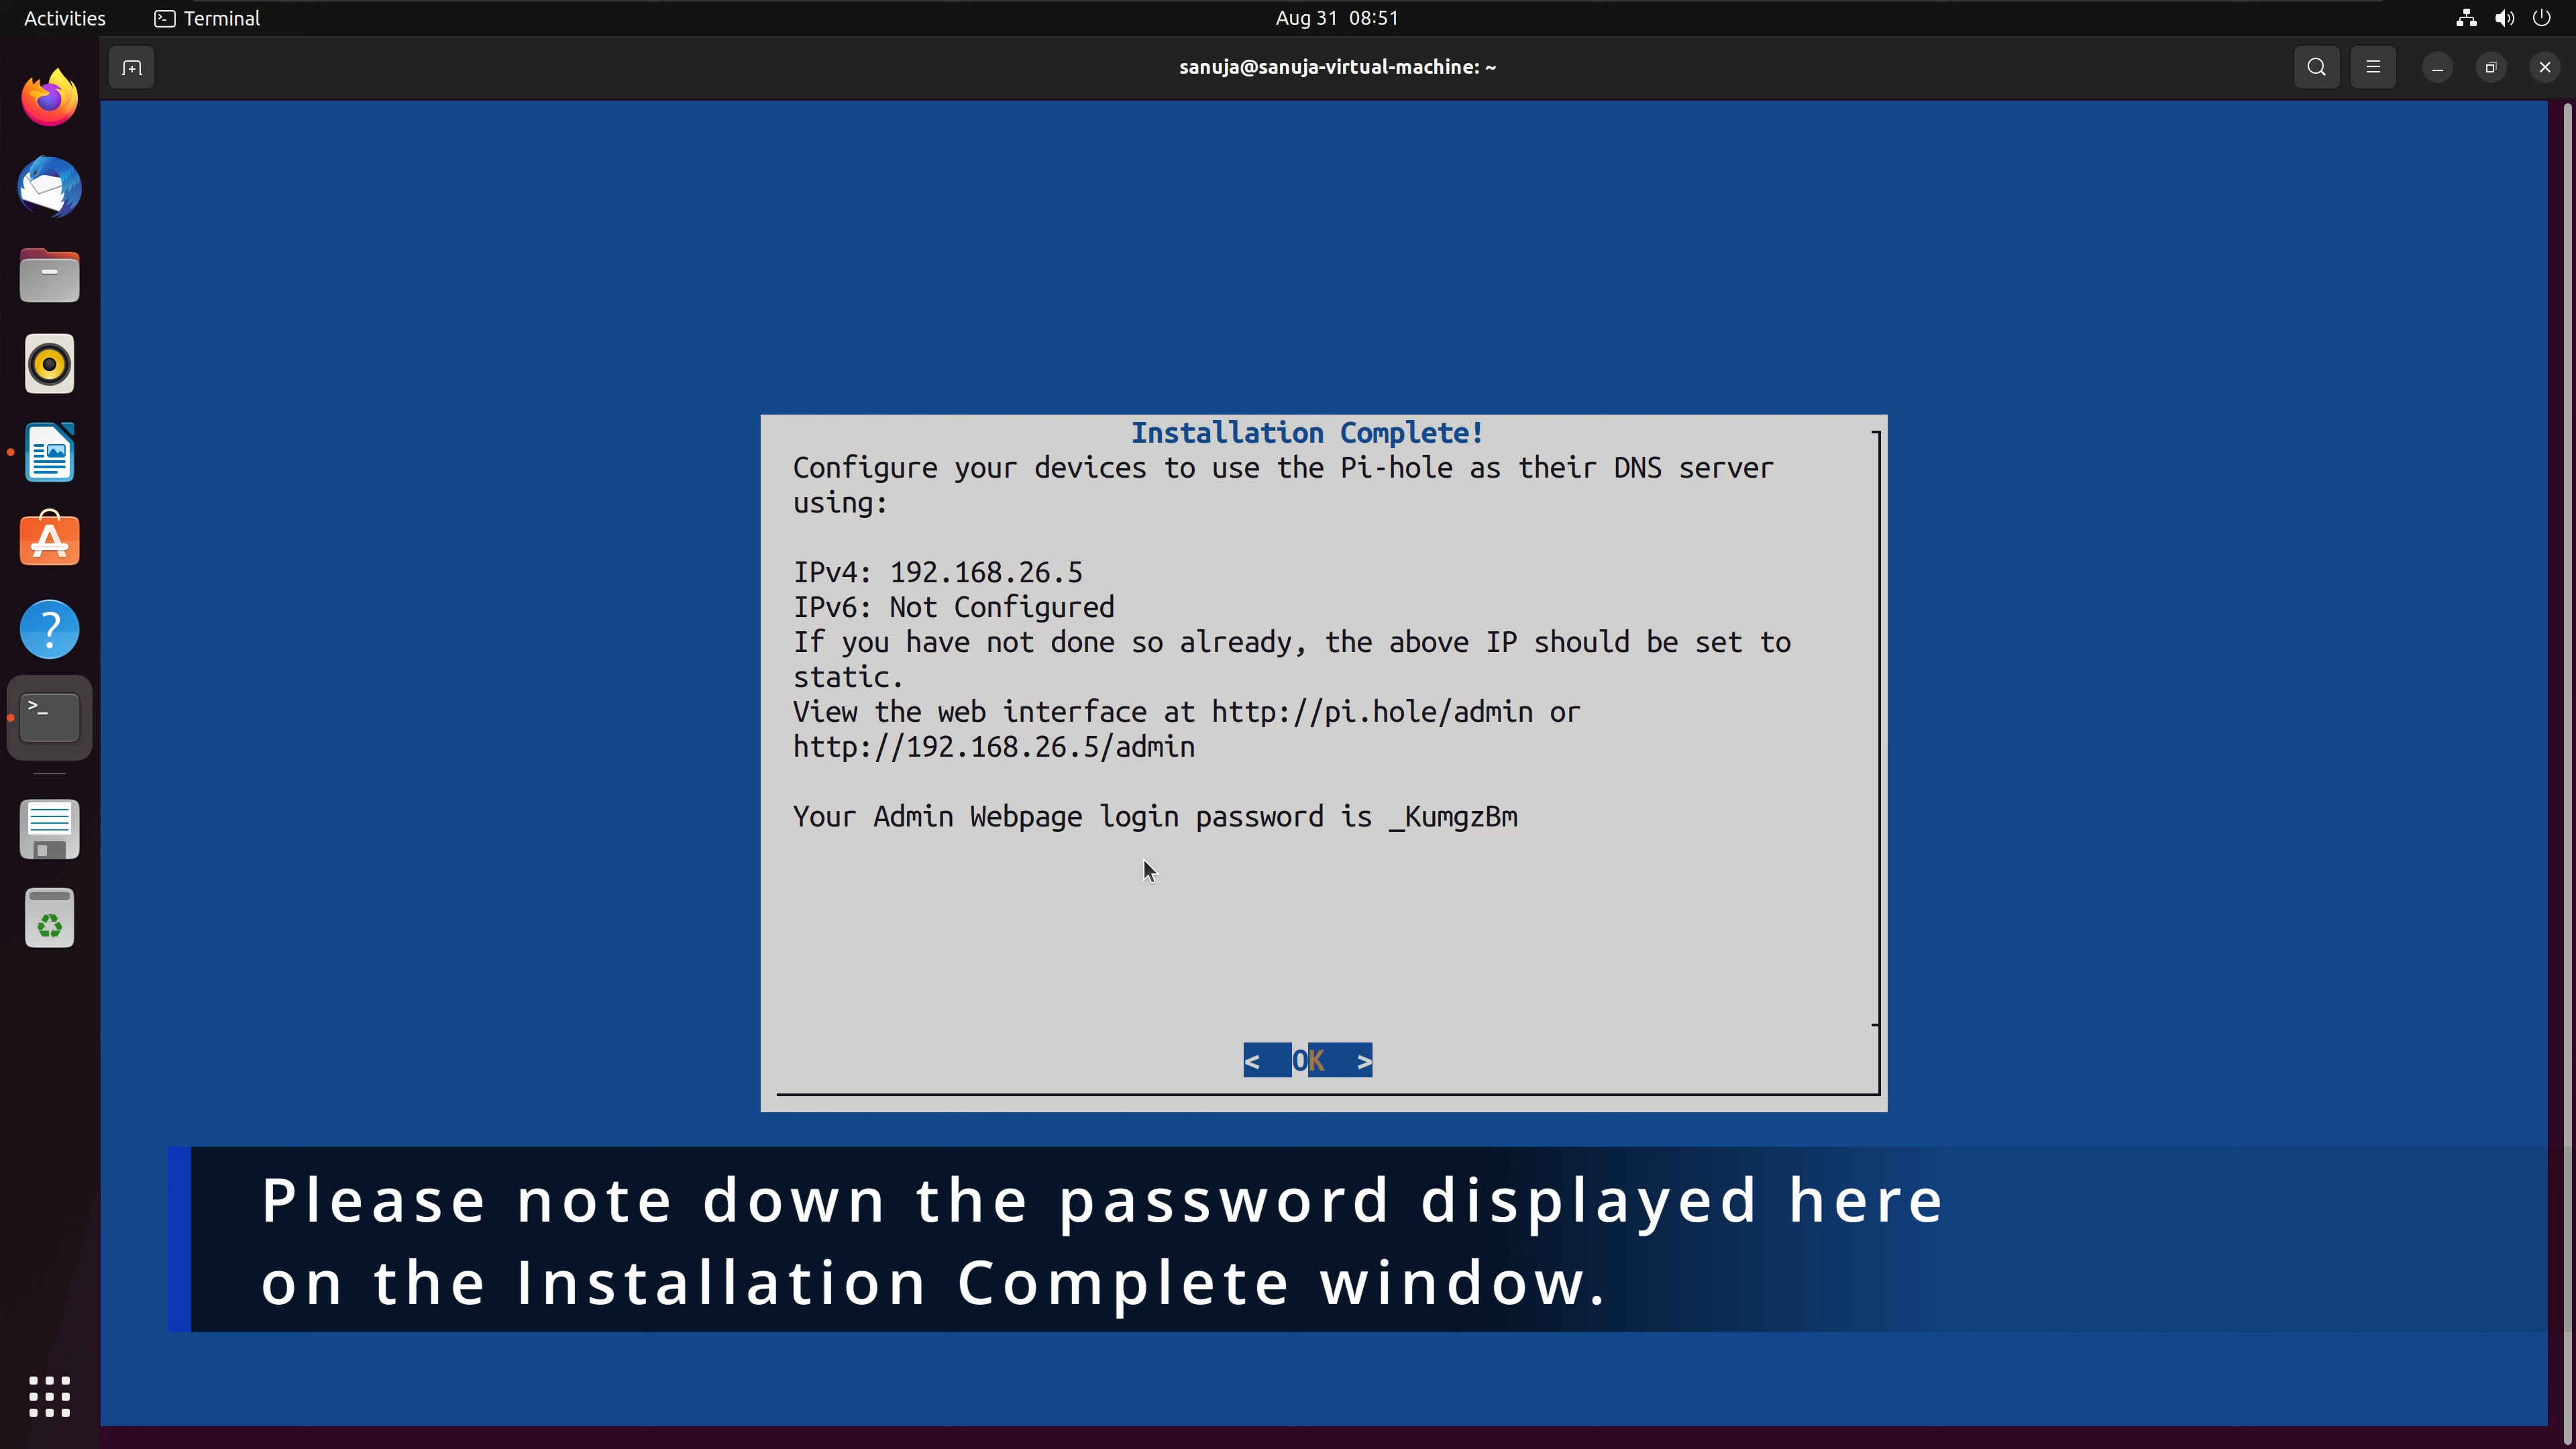 Activities
Terminal
Aug 31 08:51
sanuja@sanuja-virtual-machine: ~
Installation Complete!
Configure your devices to use the Pi-hole as their DNS server
using:
IPv4: 192.168.26.5
IPv6: Not Configured
If you have not done so already, the above IP should be set to
static.
View the web interface at http://pi.hole/admin or
http://192.168.26.5/admin
Your Admin Webpage login password is _KumgzBm
< OK >
Please note down the password displayed here
on the Installation Complete window.